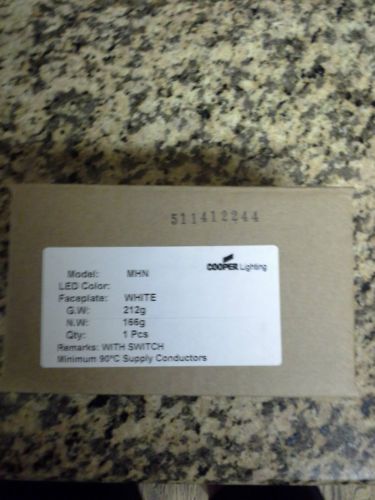 511412244
COOPER Lighting
Model: MHN
LED Color:
Faceplate: WHITE
G.W: 212g
N.W: 166g
Qty: 1 Pcs
Remarks: WITH SWITCH
Minimum 90°C Supply Conductors